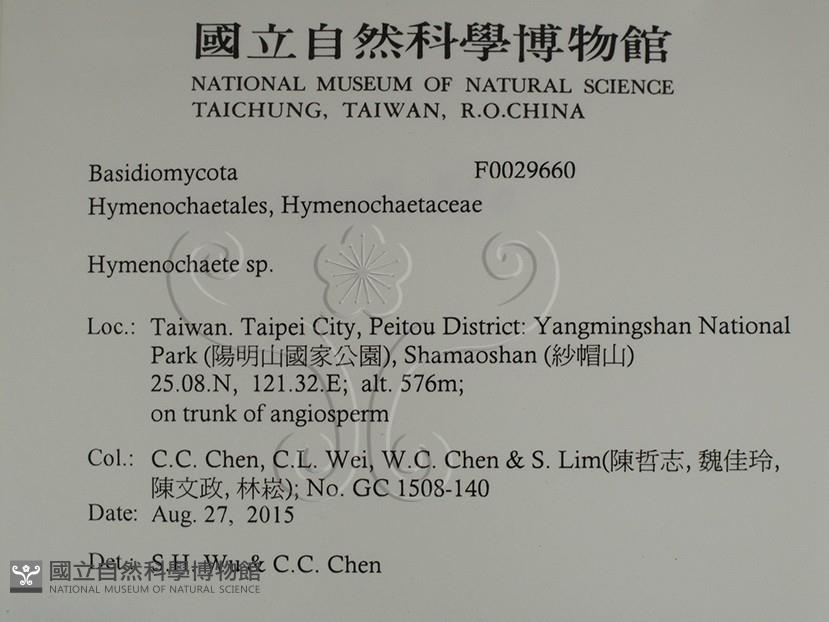 國立自然科學博物館
NATIONAL MUSEUM OF NATURAL SCIENCE
TAICHUNG, TAIWAN, R.O.CHINA
Basidiomycota F0029660
Hymenochaetales, Hymenochaetaceae
Hymenochaete sp.
Loc.: Taiwan. Taipei City, Peitou District: Yangmingshan National
Park (陽明山國家公園), Shamaoshan (紗帽山)
25.08.N, 121.32.E; alt. 576m;
on trunk of angiosperm
Col.: C.C. Chen, C.L. Wei, W.C. Chen & S. Lim(陳哲志, 魏佳玲,
陳文政, 林崧); No. GC 1508-140
Date: Aug. 27, 2015
Det.: S.H. Wu & C.C. Chen
國立自然科學博物館
NATIONAL MUSEUM OF NATURAL SCIENCE